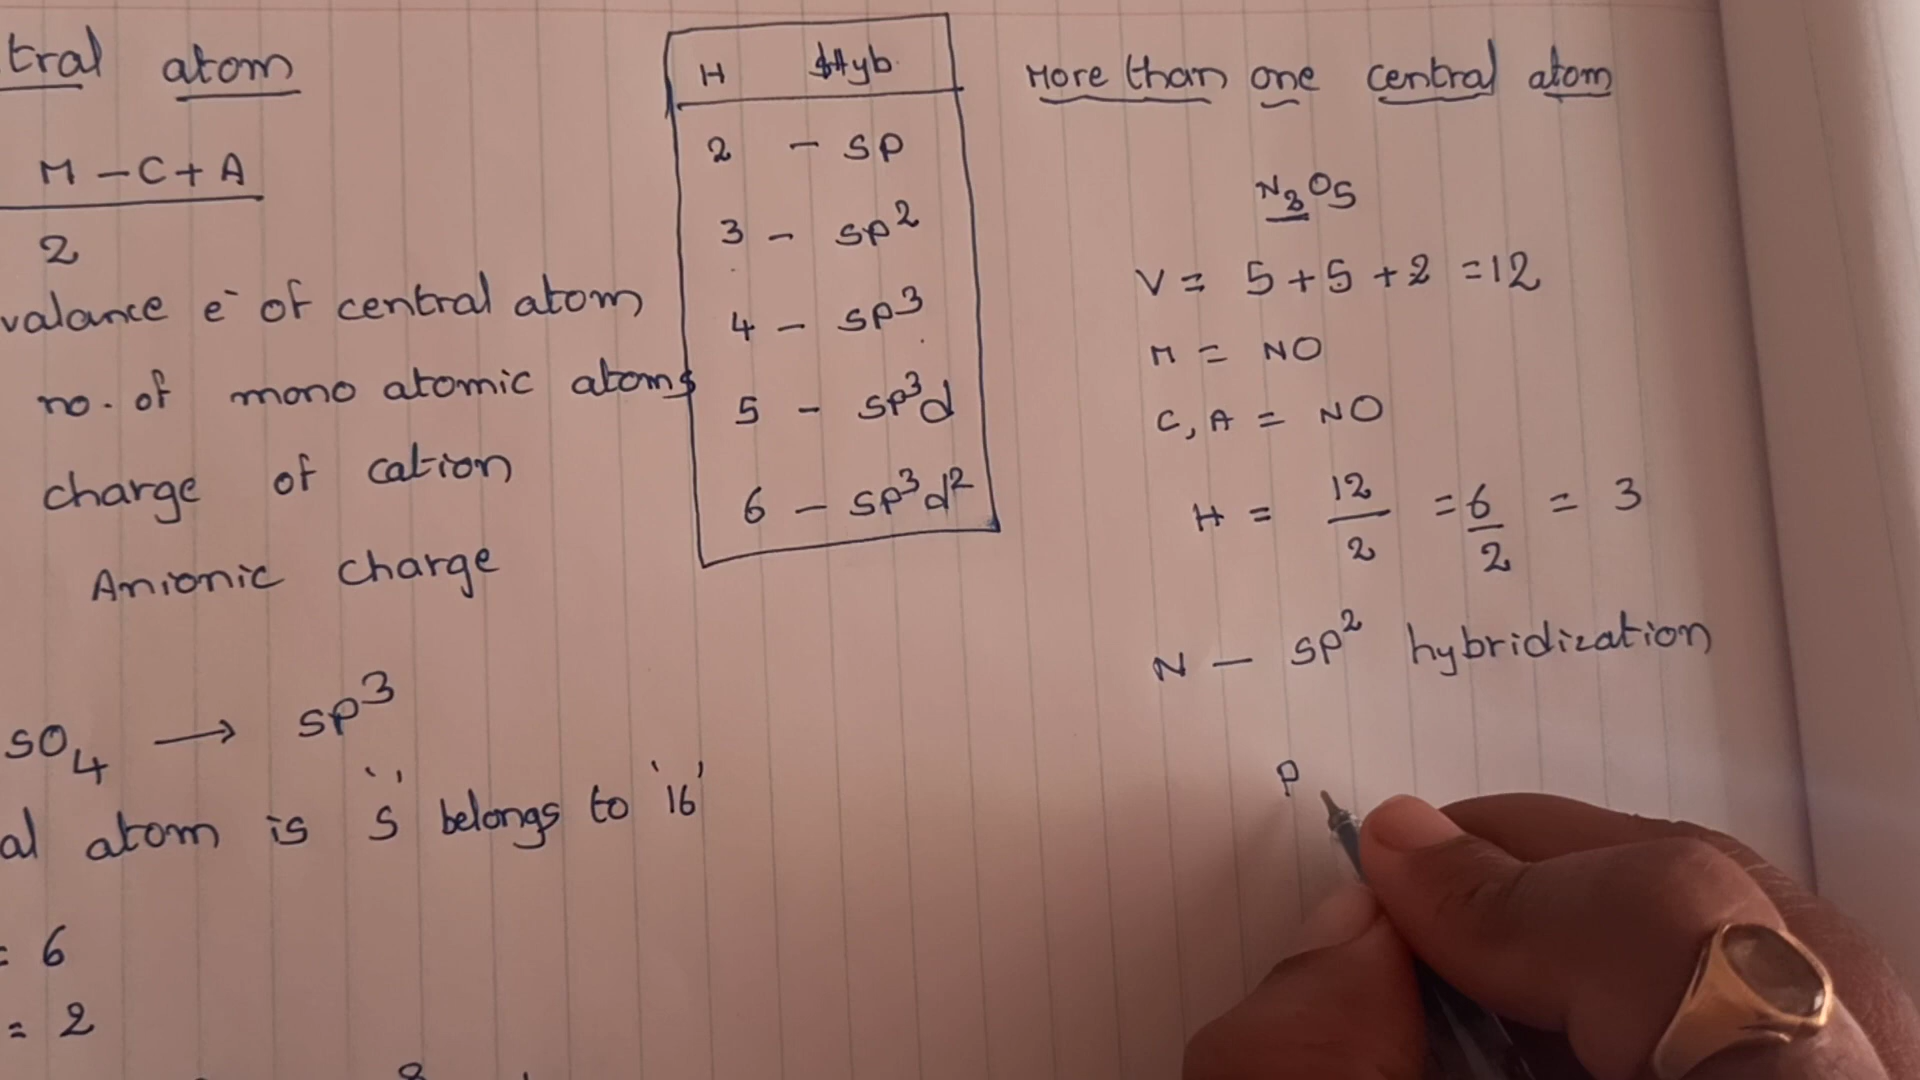 tral atom
M - C + A
2
valance e- of central atom
no. of mono atomic atoms
charge of cation
Anionic charge
SO4 → SP3
al atom is 'S' belongs to '16'
= 6
= 2
8
H Hyb
2 - SP
3 - SP2
4 - SP3
5 - SP3d
6 - SP3d2
More than one central atom
N2O5
V = 5+5+2 = 12
M = NO
C, A = NO
H = 12/2 = 6/2 = 3
N - SP2 hybridization
P